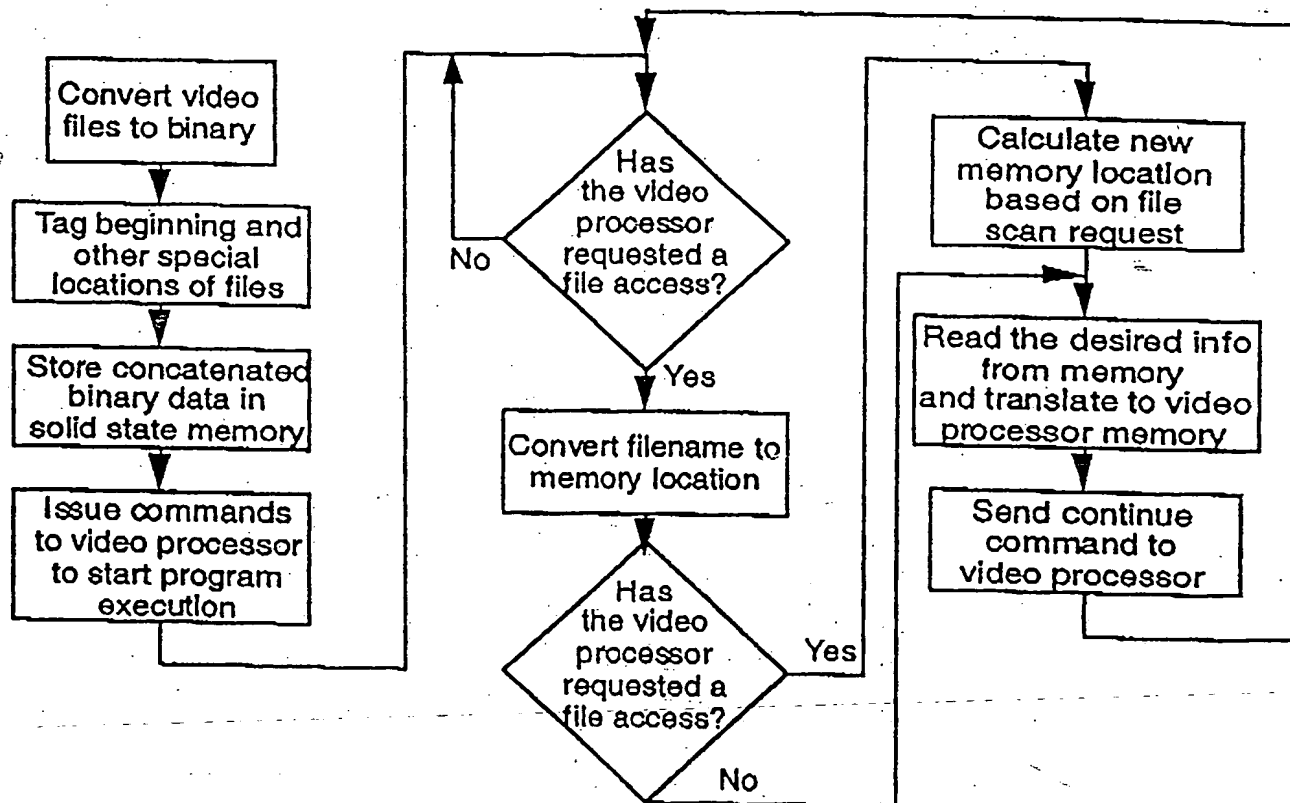 Convert video
files to binary
Tag beginning and
other special
locations of files
Store concatenated
binary data in
solid state memory
Issue commands
to video processor
to start program
execution
Has
the video
processor
requested a
file access?
No
Yes
Convert filename to
memory location
Has
the video
processor
requested a
file access?
Yes
No
Calculate new
memory location
based on file
scan request
Read the desired info
from memory
and translate to video
processor memory
Send continue
command to
video processor